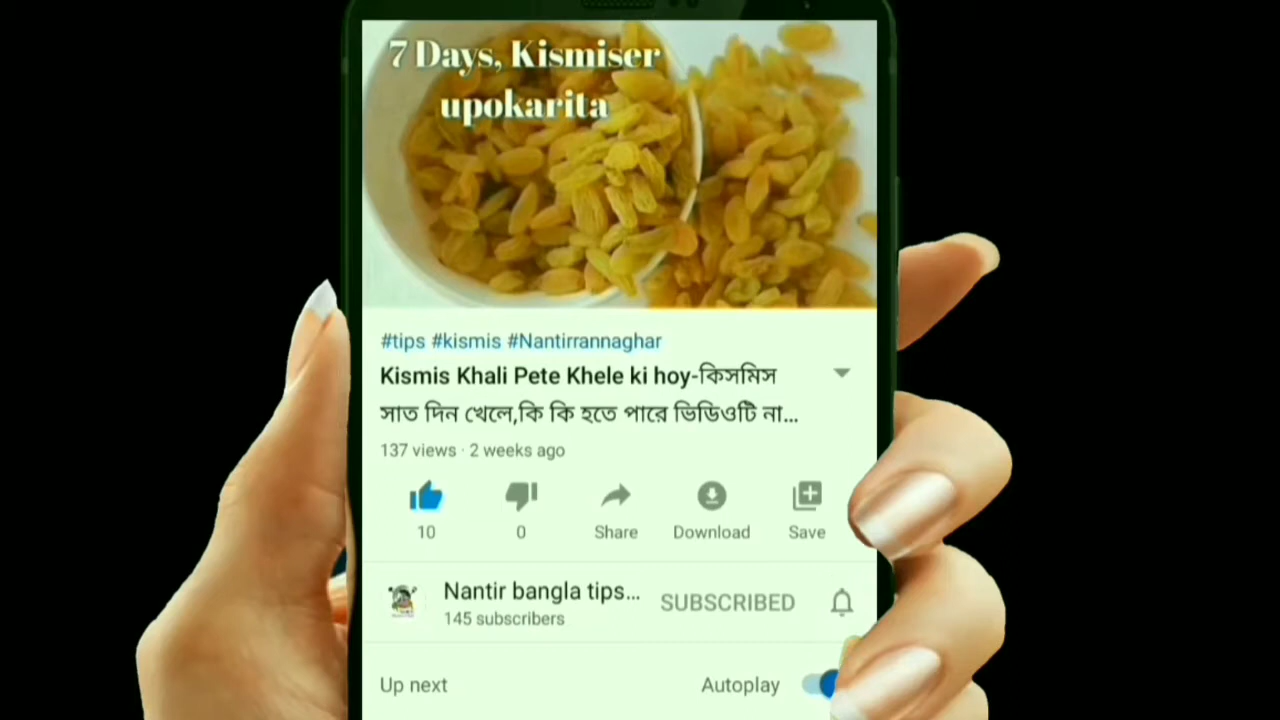 7 Days, Kismiser
upokarita
#tips #kismis #Nantirrannaghar
Kismis Khali Pete Khele ki hoy-কিসমিস
সাত দিন খেলে,কি কি হতে পারে ভিডিওটি না...
137 views · 2 weeks ago
10
0
Share
Download
Save
Nantir bangla tips...
SUBSCRIBED
145 subscribers
Up next
Autoplay